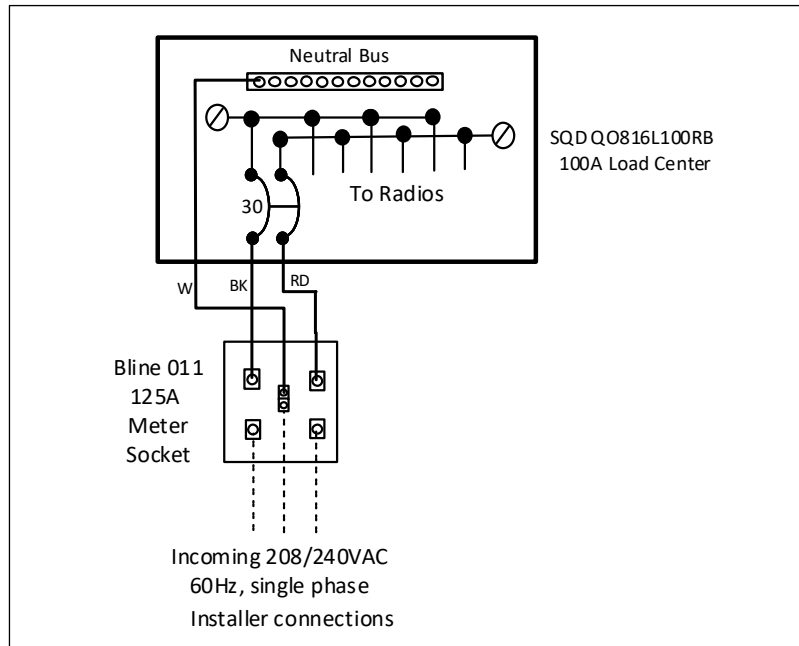 Neutral Bus
SQD QO816L100RB
100A Load Center
To Radios
30
W
BK
RD
Bline 011
125A
Meter
Socket
Incoming 208/240VAC
60Hz, single phase
Installer connections